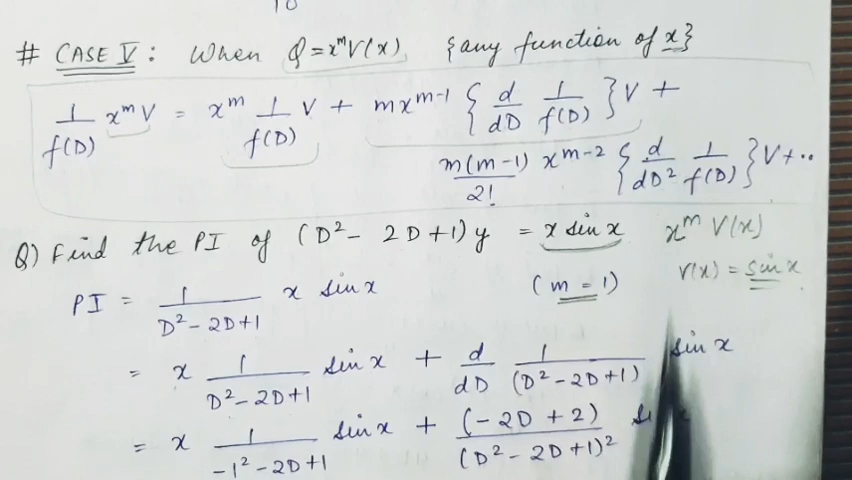 # CASE V : When Q = x^m V(x) {any function of x}
1/f(D) x^m V = x^m 1/f(D) V + mx^(m-1) {d/dD 1/f(D)} V +
m(m-1)/2! x^(m-2) {d/dD² 1/f(D)} V + ..
Q) Find the PI of (D² - 2D + 1)y = x sin x x^m V(x)
V(x) = sin x
PI = 1/(D² - 2D + 1) x sin x (m = 1)
= x 1/(D² - 2D + 1) sin x + d/dD 1/(D² - 2D + 1) sin x
= x 1/(-1² - 2D + 1) sin x + (-2D + 2)/(D² - 2D + 1)²